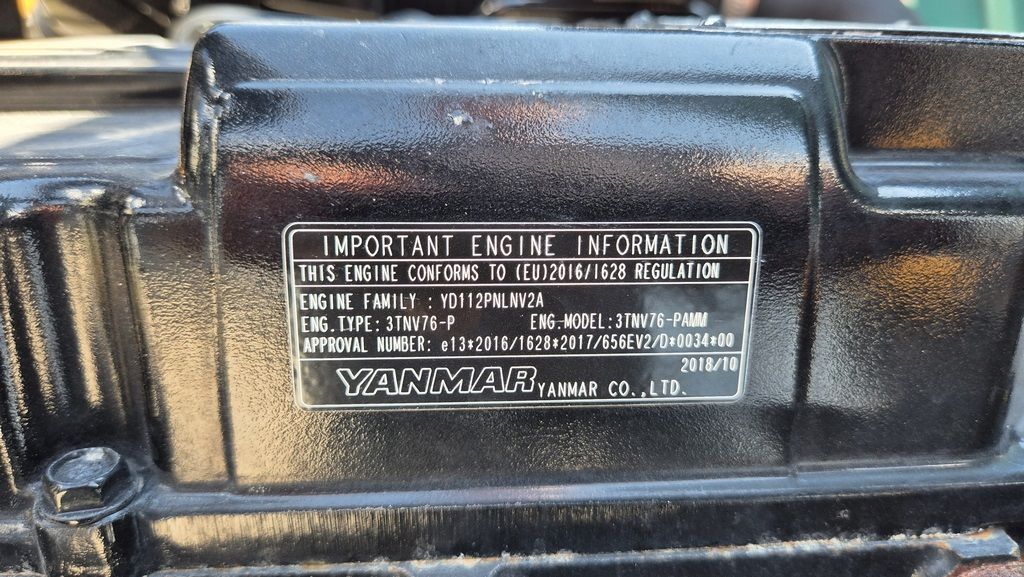 IMPORTANT ENGINE INFORMATION
THIS ENGINE CONFORMS TO (EU)2016/1628 REGULATION
ENGINE FAMILY : YD112PNLNV2A
ENG.TYPE: 3TNV76-P ENG.MODEL:3TNV76-PAMM
APPROVAL NUMBER: e13*2016/1628*2017/656EV2/D*0034*00
2018/10
YANMAR YANMAR CO.,LTD.